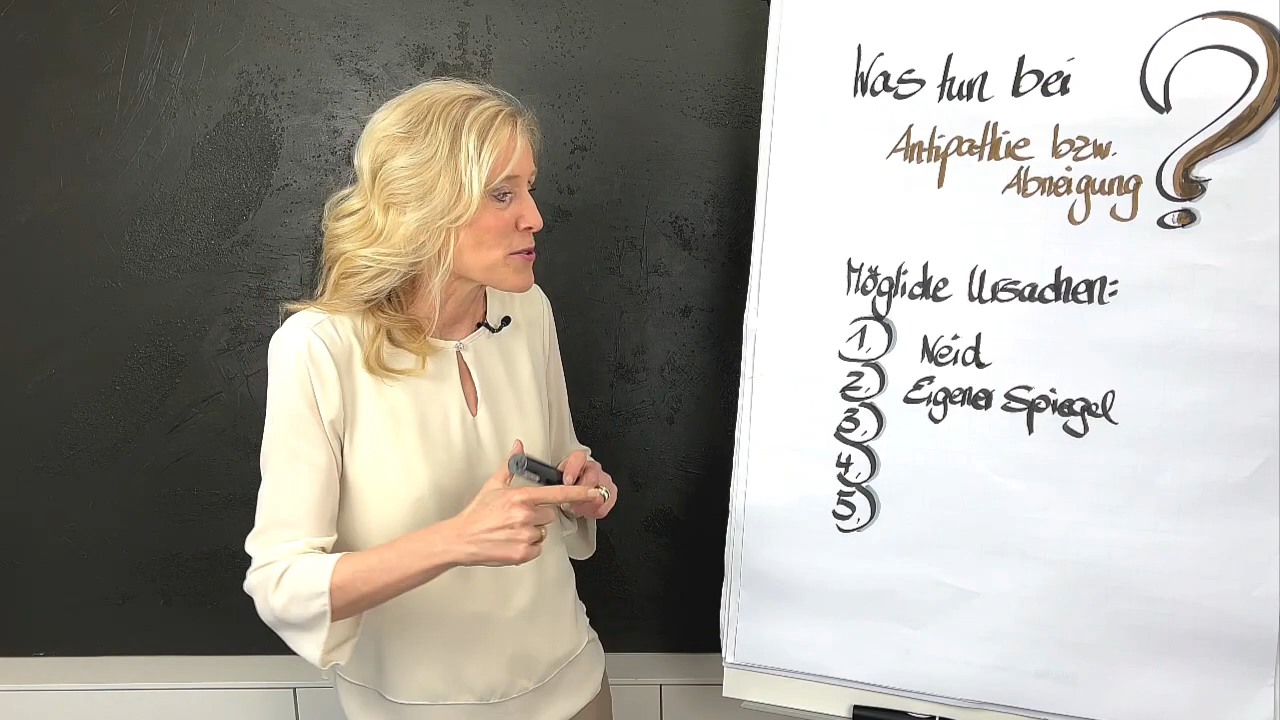 Was tun bei ?
Antipathie bzw.
Abneigung
Mögliche Ursachen:
1. Neid
2. Eigener Spiegel
3.
4.
5.